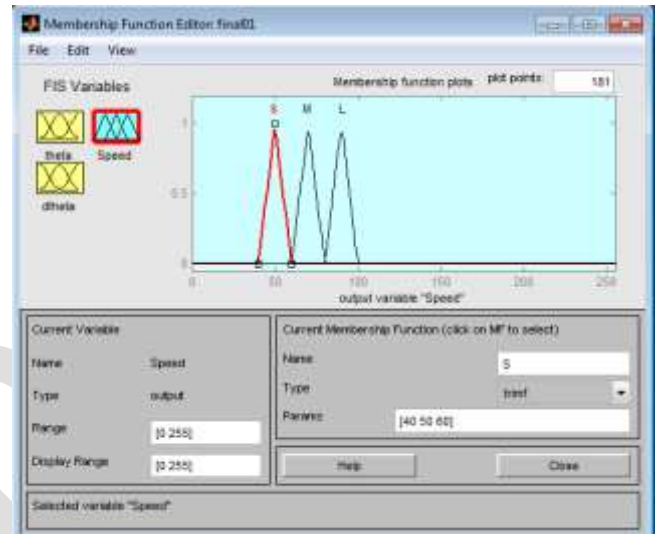 Membership Function Editor: final01
File Edit View
FIS Variables
Membership function plots plot points: 181
theta Speed
dtheta
S M L
1
0.5
0
0 50 100 150 200 250
output variable "Speed"
Current Variable
Name Speed
Type output
Range [0 255]
Display Range [0 255]
Current Membership Function (click on MF to select)
Name S
Type trimf
Params [40 50 60]
Help Close
Selected variable "Speed"